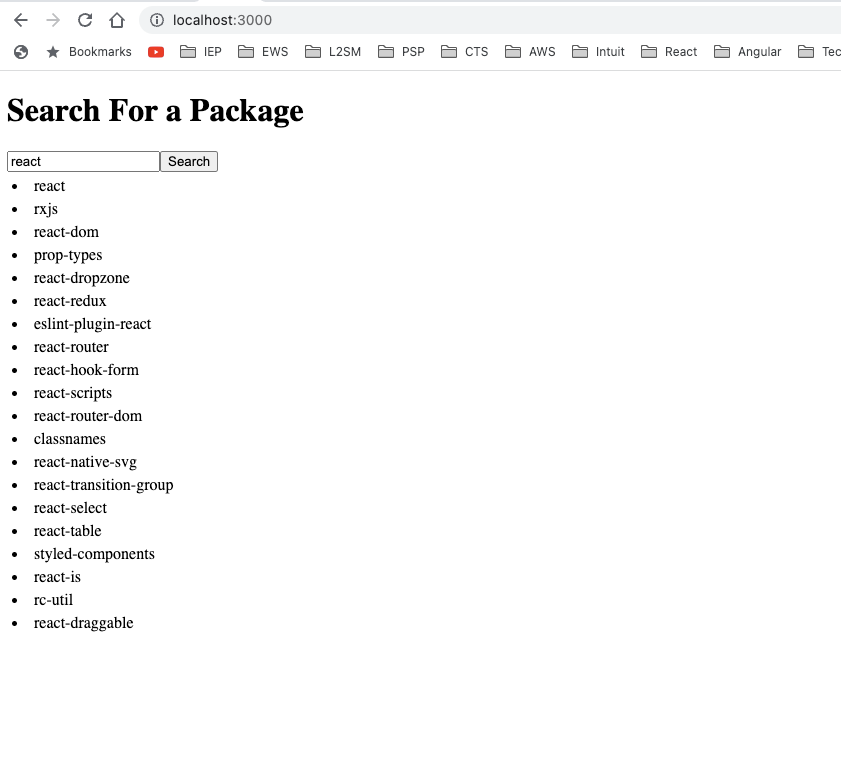 localhost:3000
Bookmarks IEP EWS L2SM PSP CTS AWS Intuit React Angular Tec
Search For a Package
react Search
react
rxjs
react-dom
prop-types
react-dropzone
react-redux
eslint-plugin-react
react-router
react-hook-form
react-scripts
react-router-dom
classnames
react-native-svg
react-transition-group
react-select
react-table
styled-components
react-is
rc-util
react-draggable